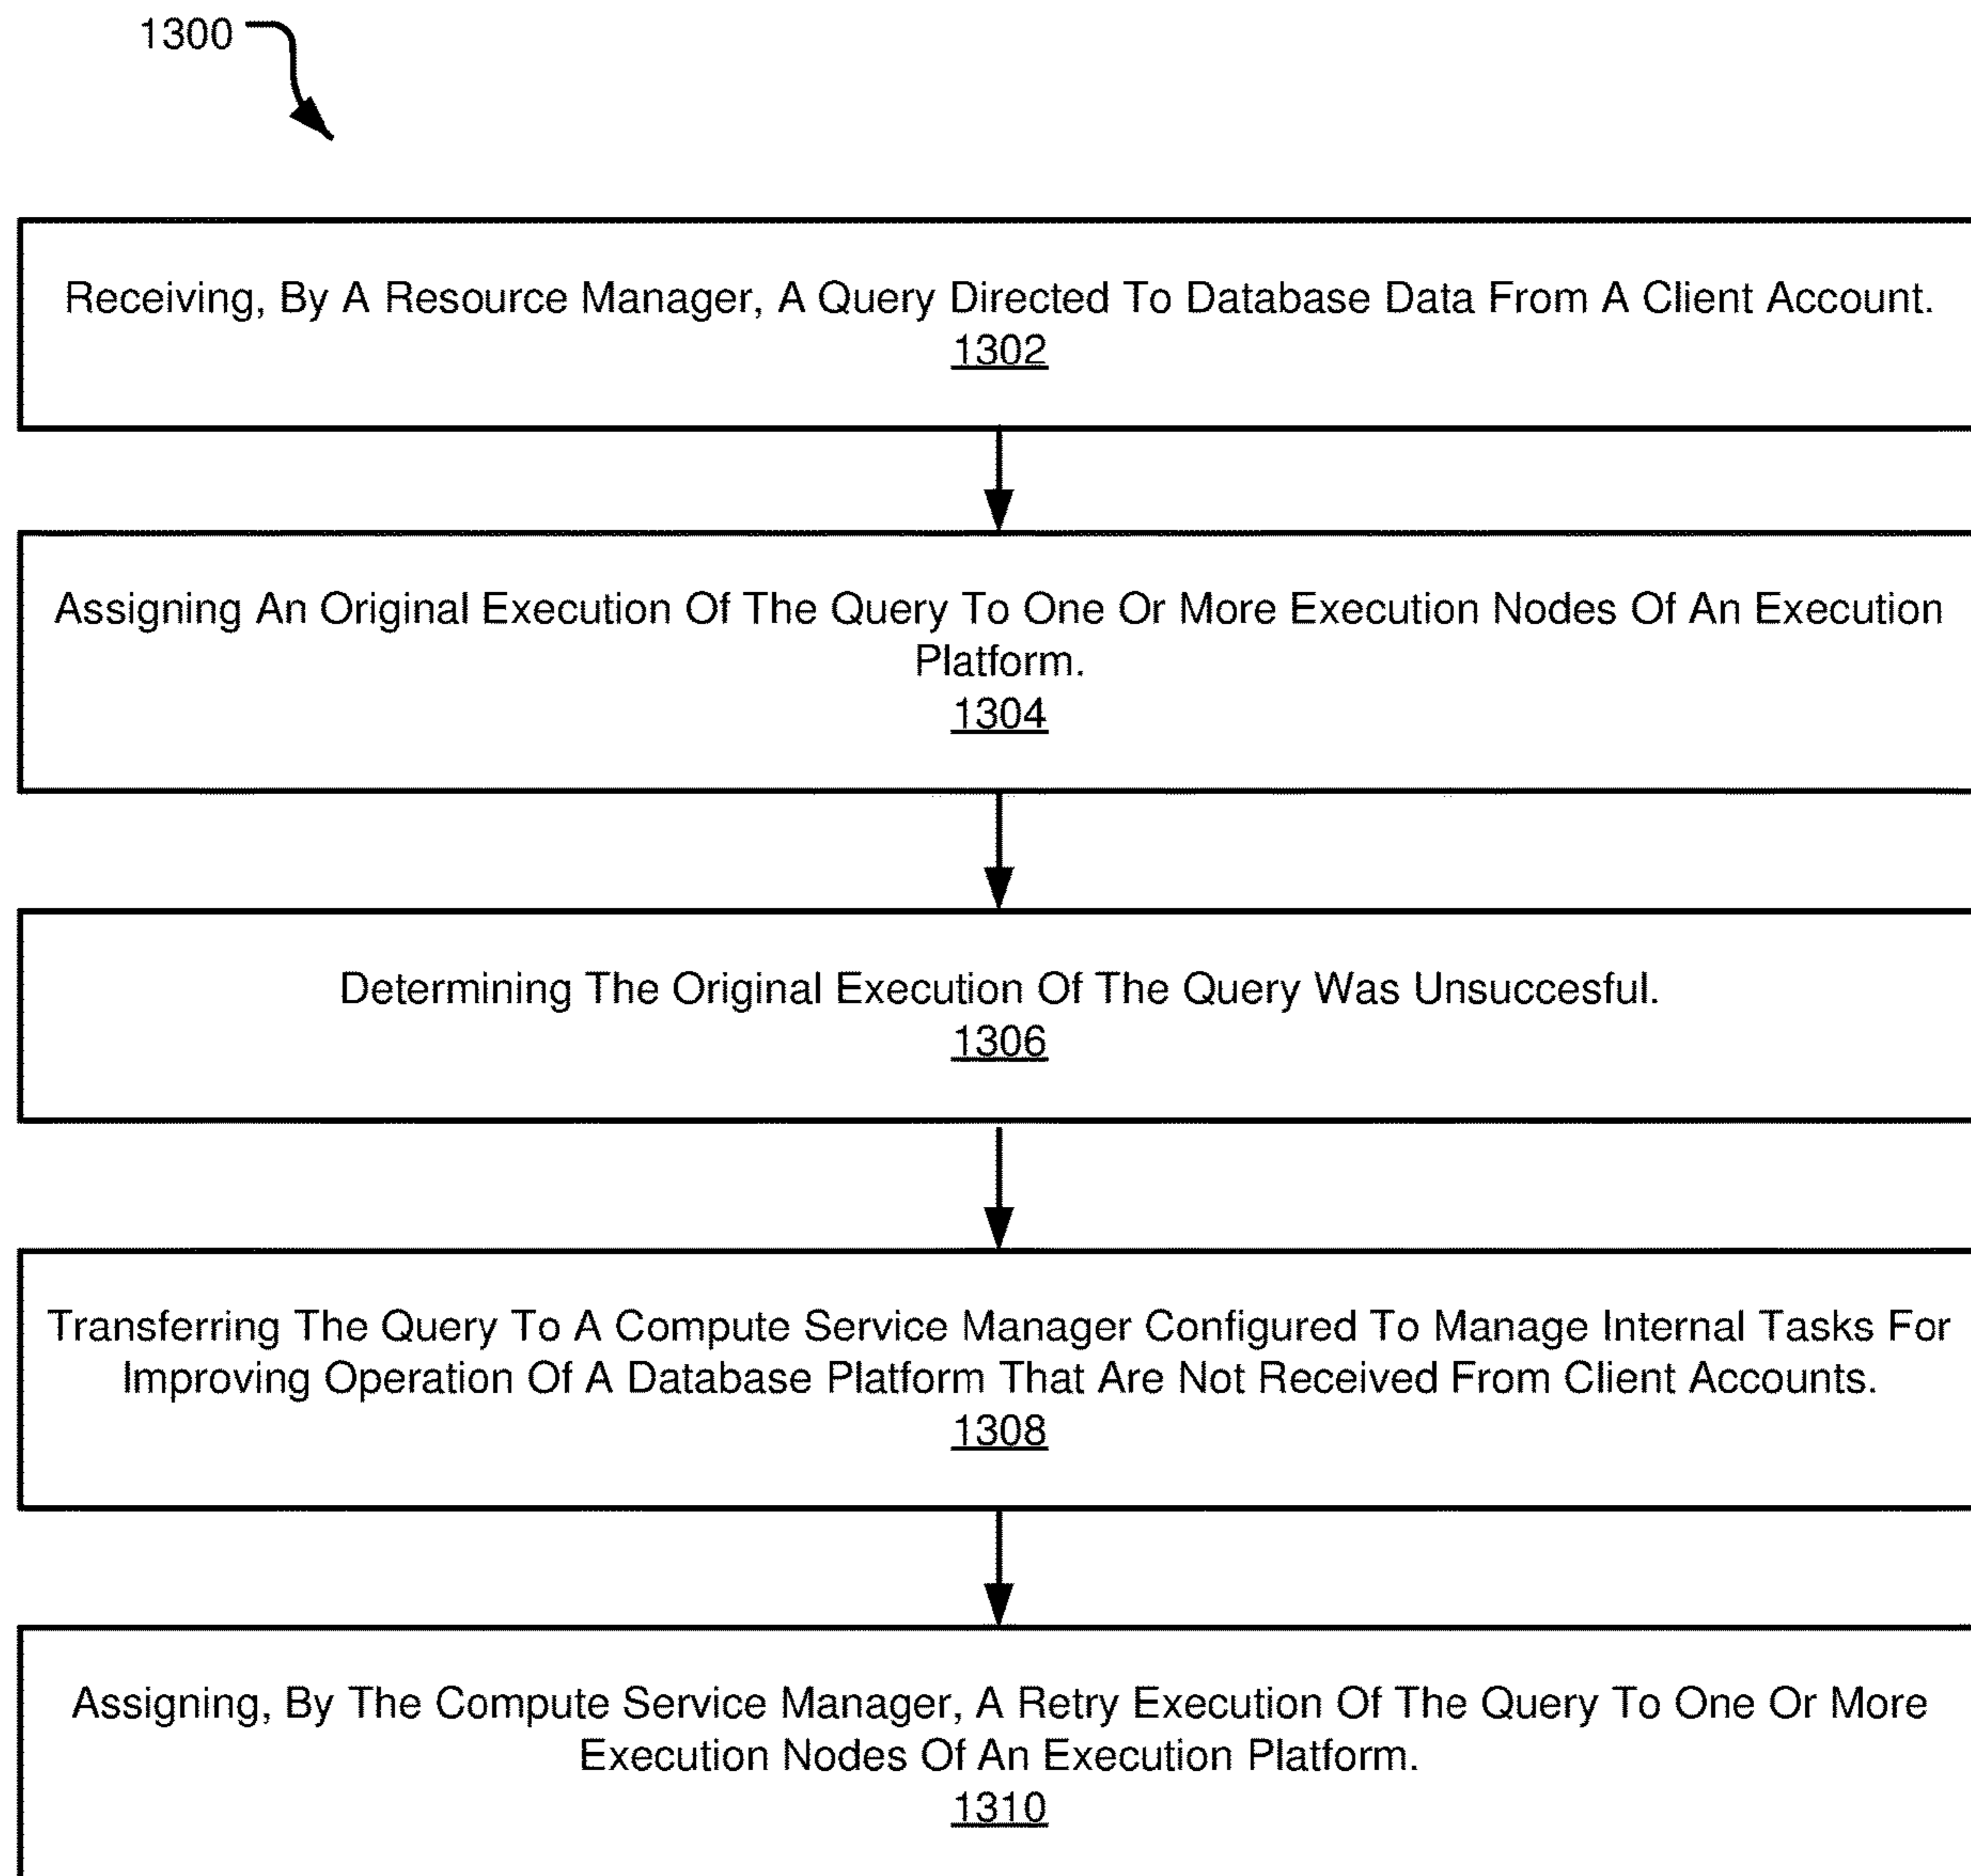 1300
Receiving, By A Resource Manager, A Query Directed To Database Data From A Client Account.
1302
Assigning An Original Execution Of The Query To One Or More Execution Nodes Of An Execution
Platform.
1304
Determining The Original Execution Of The Query Was Unsuccesful.
1306
Transferring The Query To A Compute Service Manager Configured To Manage Internal Tasks For
Improving Operation Of A Database Platform That Are Not Received From Client Accounts.
1308
Assigning, By The Compute Service Manager, A Retry Execution Of The Query To One Or More
Execution Nodes Of An Execution Platform.
1310